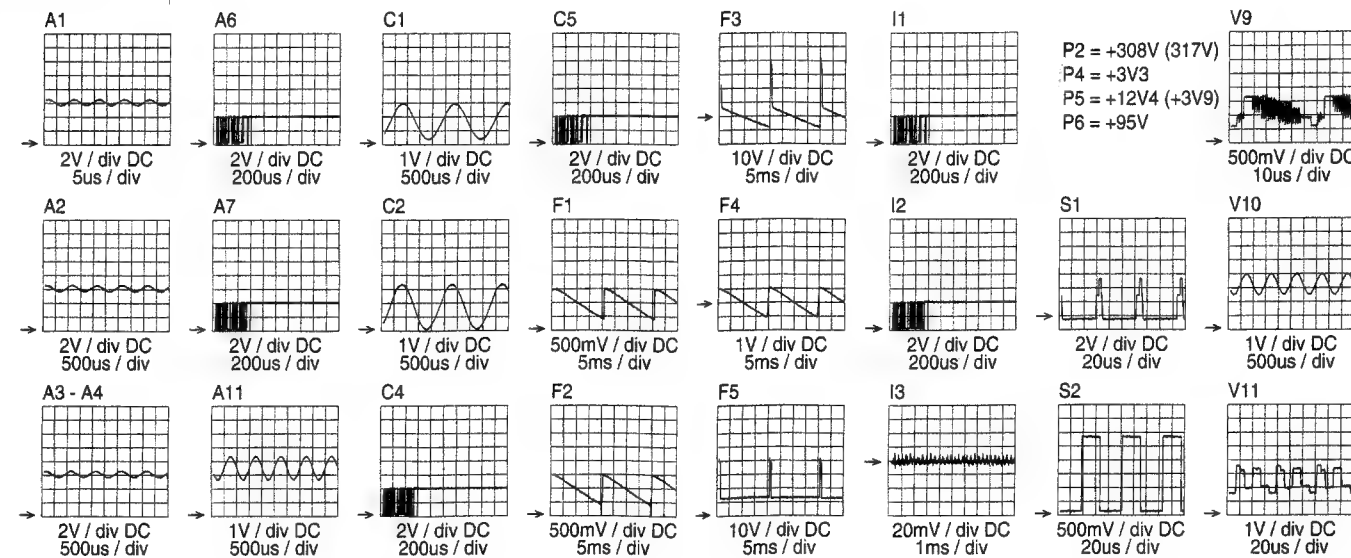 A1 A6 C1 C5 F3 I1 V9
P2 = +308V (317V)
P4 = +3V3
P5 = +12V4 (+3V9)
P6 = +95V
2V / div DC 2V / div DC 1V / div DC 2V / div DC 10V / div DC 2V / div DC 500mV / div DC
5us / div 200us / div 500us / div 200us / div 5ms / div 200us / div 10us / div
A2 A7 C2 F1 F4 I2 S1 V10
2V / div DC 2V / div DC 1V / div DC 500mV / div DC 1V / div DC 2V / div DC 2V / div DC 1V / div DC
500us / div 200us / div 500us / div 5ms / div 5ms / div 200us / div 20us / div 500us / div
A3 - A4 A11 C4 F2 F5 I3 S2 V11
2V / div DC 1V / div DC 2V / div DC 500mV / div DC 10V / div DC 20mV / div DC 500mV / div DC 1V / div DC
500us / div 500us / div 200us / div 5ms / div 5ms / div 1ms / div 20us / div 20us / div